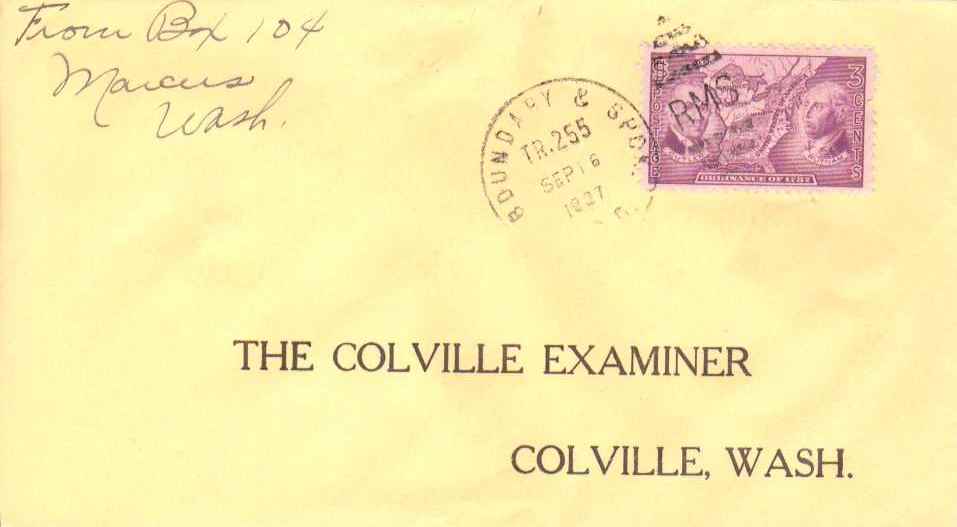 From Box 104
Marcus
Wash.
BOUNDARY & SPOK.
TR.255
SEP 16
1937
RMS
POSTAGE
3 CENTS
ORDINANCE OF 1787
THE COLVILLE EXAMINER
COLVILLE, WASH.